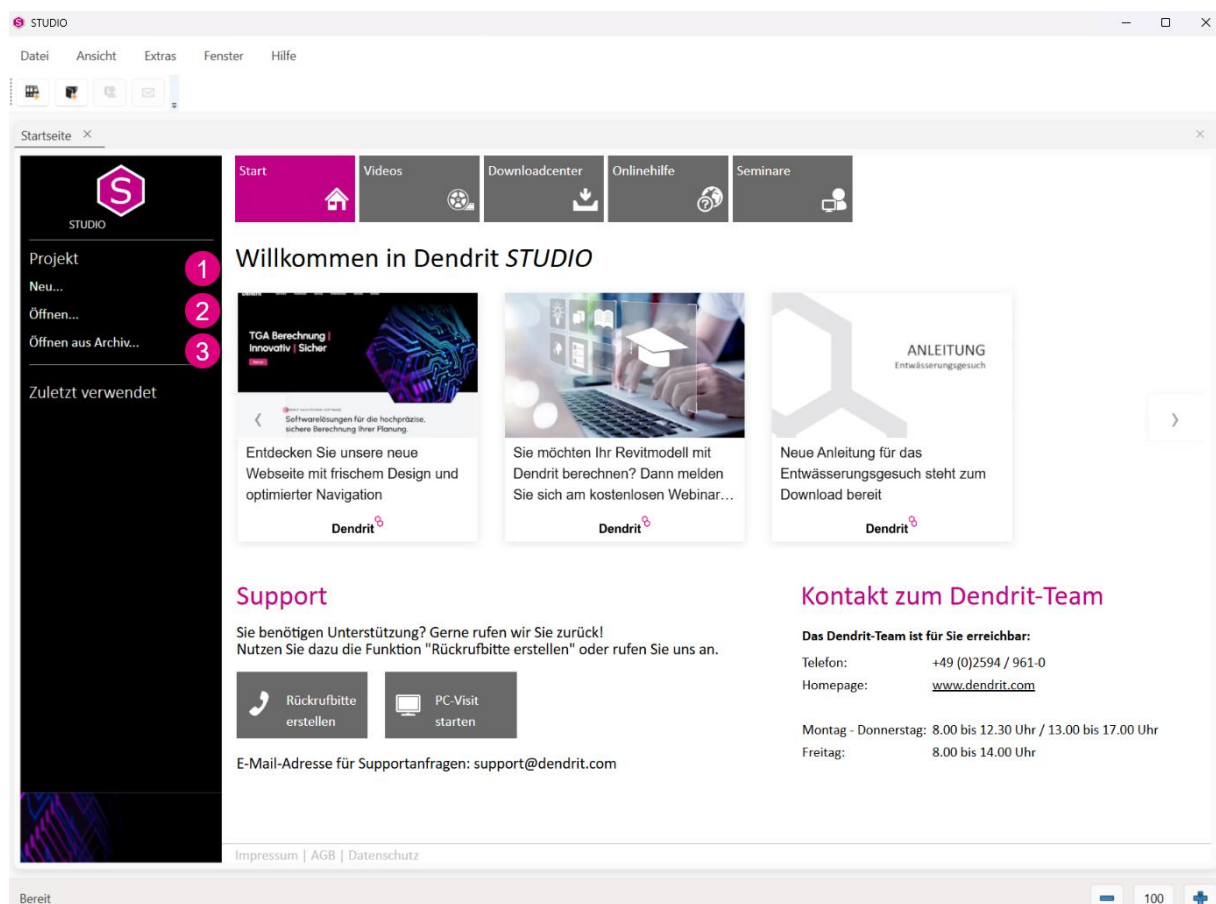 STUDIO
Datei Ansicht Extras Fenster Hilfe
Startseite
S
STUDIO
Projekt
1
Neu...
2
Öffnen...
3
Öffnen aus Archiv...
Zuletzt verwendet
Start Videos Downloadcenter Onlinehilfe Seminare
Willkommen in Dendrit STUDIO
TGA Berechnung |
Innovativ | Sicher
Softwarelösungen für die hochpräzise,
sichere Berechnung Ihrer Planung.
Entdecken Sie unsere neue
Webseite mit frischem Design und
optimierter Navigation
Dendrit
Sie möchten Ihr Revitmodell mit
Dendrit berechnen? Dann melden
Sie sich am kostenlosen Webinar…
Dendrit
ANLEITUNG
Entwässerungsgesuch
Neue Anleitung für das
Entwässerungsgesuch steht zum
Download bereit
Dendrit
Support
Sie benötigen Unterstützung? Gerne rufen wir Sie zurück!
Nutzen Sie dazu die Funktion "Rückrufbitte erstellen" oder rufen Sie uns an.
Rückrufbitte
erstellen
PC-Visit
starten
E-Mail-Adresse für Supportanfragen: support@dendrit.com
Kontakt zum Dendrit-Team
Das Dendrit-Team ist für Sie erreichbar:
Telefon: +49 (0)2594 / 961-0
Homepage: www.dendrit.com
Montag - Donnerstag: 8.00 bis 12.30 Uhr / 13.00 bis 17.00 Uhr
Freitag: 8.00 bis 14.00 Uhr
Impressum | AGB | Datenschutz
Bereit
100